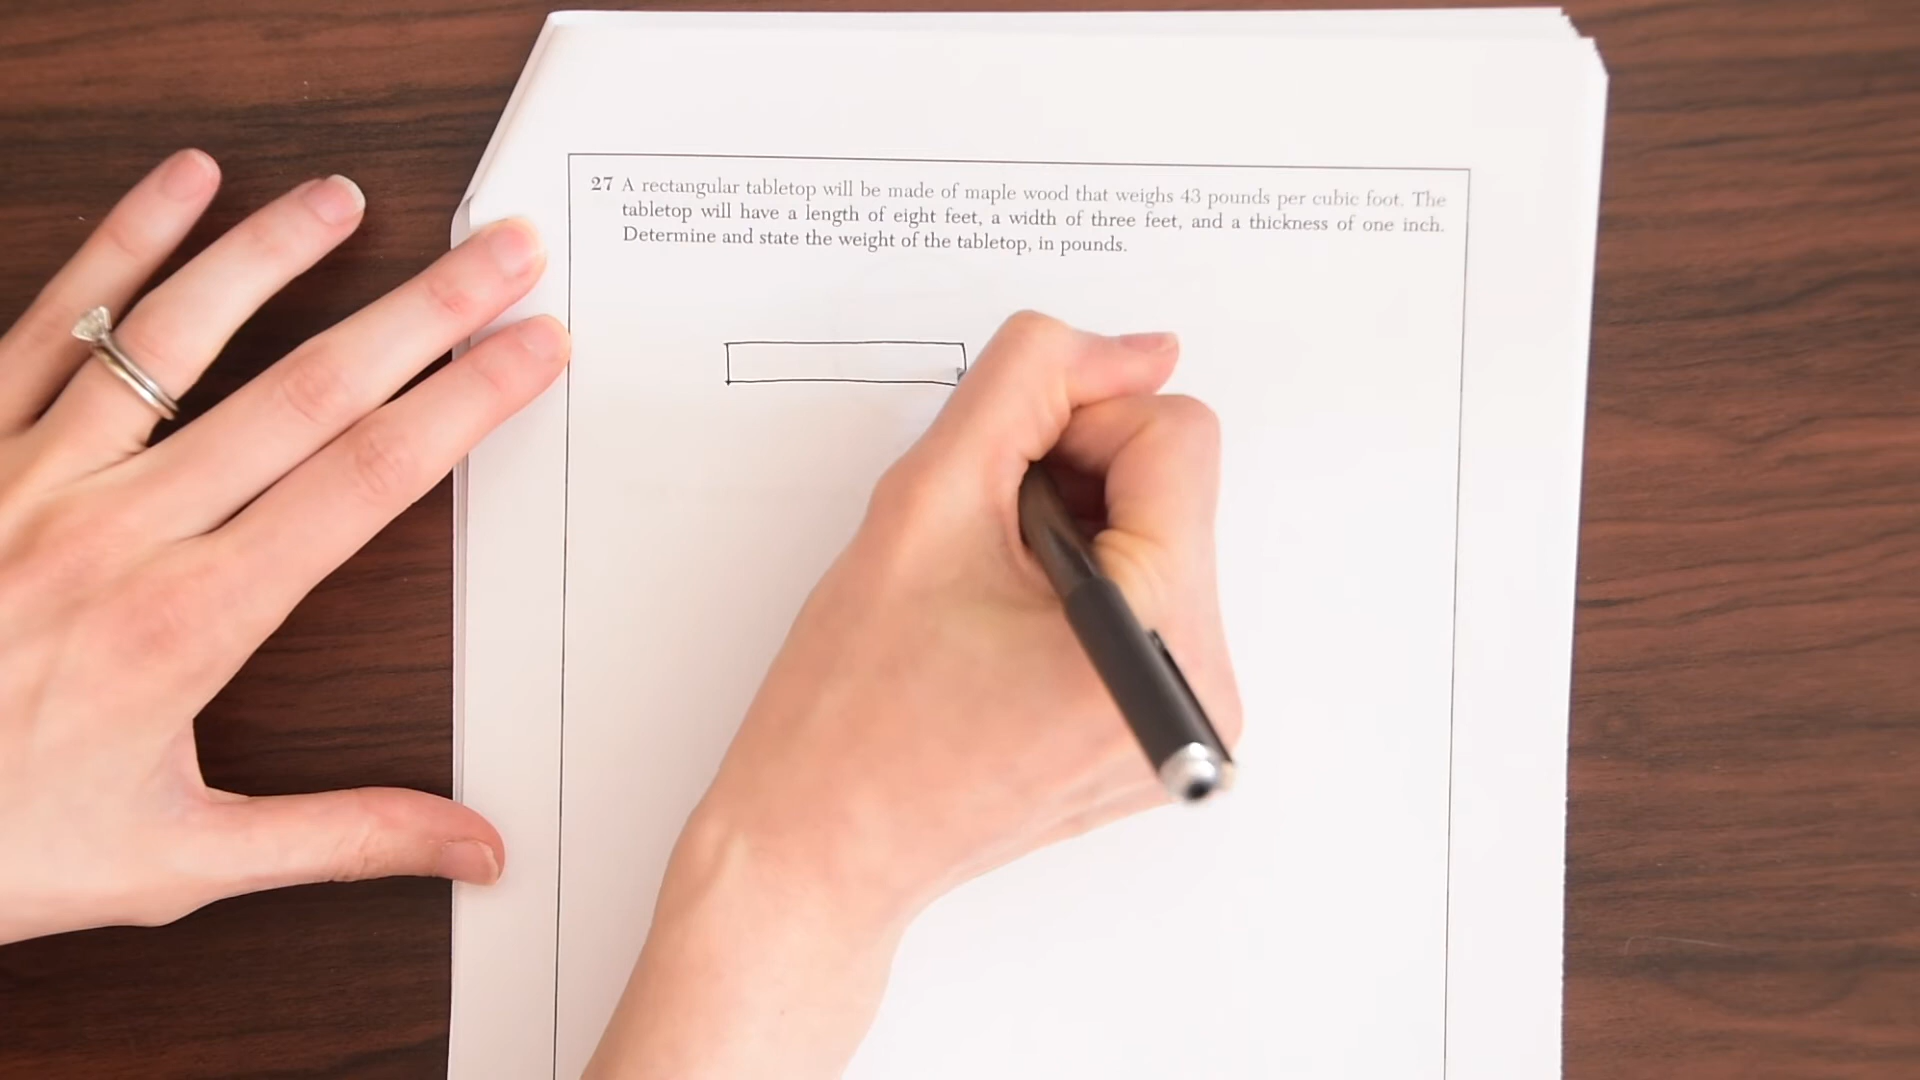 27 A rectangular tabletop will be made of maple wood that weighs 43 pounds per cubic foot. The
tabletop will have a length of eight feet, a width of three feet, and a thickness of one inch.
Determine and state the weight of the tabletop, in pounds.